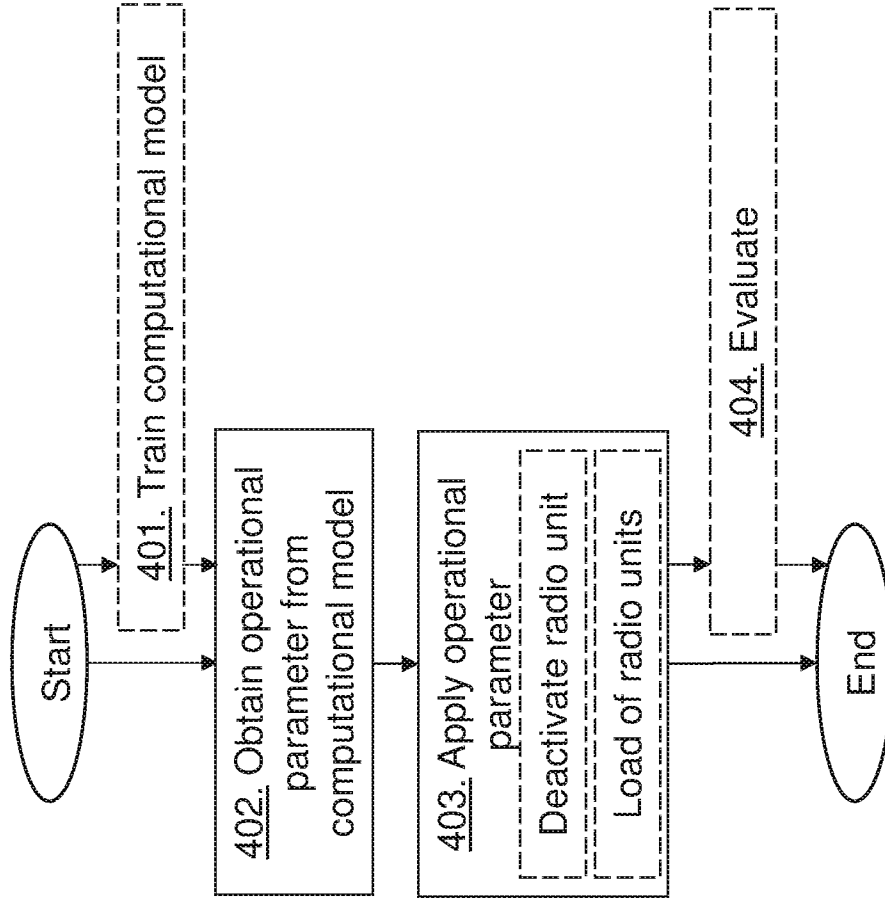 Start
401. Train computational model
402. Obtain operational
parameter from
computational model
403. Apply operational
parameter
Deactivate radio unit
Load of radio units
404. Evaluate
End